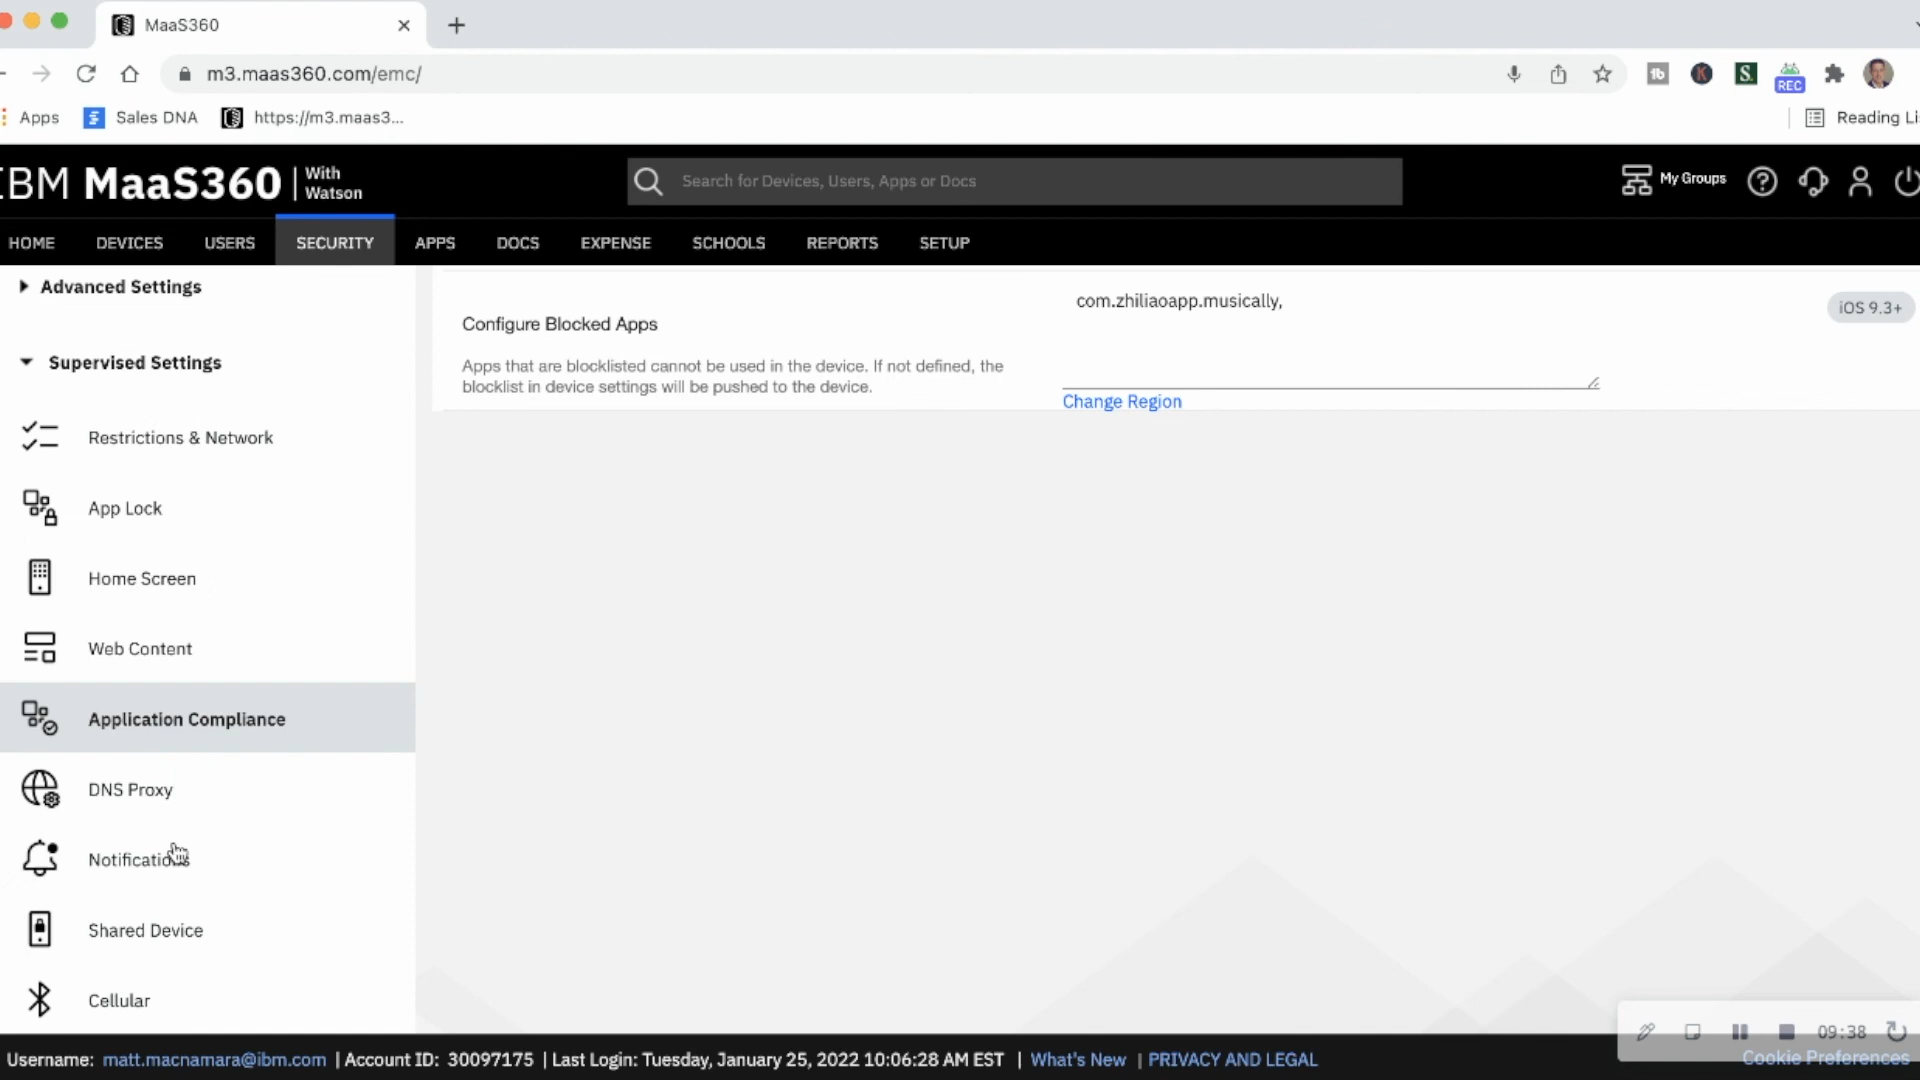 MaaS360
m3.maas360.com/emc/
REC
Apps
Sales DNA
https://m3.maas3...
Reading Li
IBM MaaS360 | With Watson
Search for Devices, Users, Apps or Docs
My Groups
HOME DEVICES USERS SECURITY APPS DOCS EXPENSE SCHOOLS REPORTS SETUP
Advanced Settings
Supervised Settings
Restrictions & Network
App Lock
Home Screen
Web Content
Application Compliance
DNS Proxy
Notifications
Shared Device
Cellular
Configure Blocked Apps
Apps that are blocklisted cannot be used in the device. If not defined, the
blocklist in device settings will be pushed to the device.
com.zhiliaoapp.musically,
Change Region
iOS 9.3+
09:38
Username: matt.macnamara@ibm.com | Account ID: 30097175 | Last Login: Tuesday, January 25, 2022 10:06:28 AM EST | What's New | PRIVACY AND LEGAL
Cookie Preferences